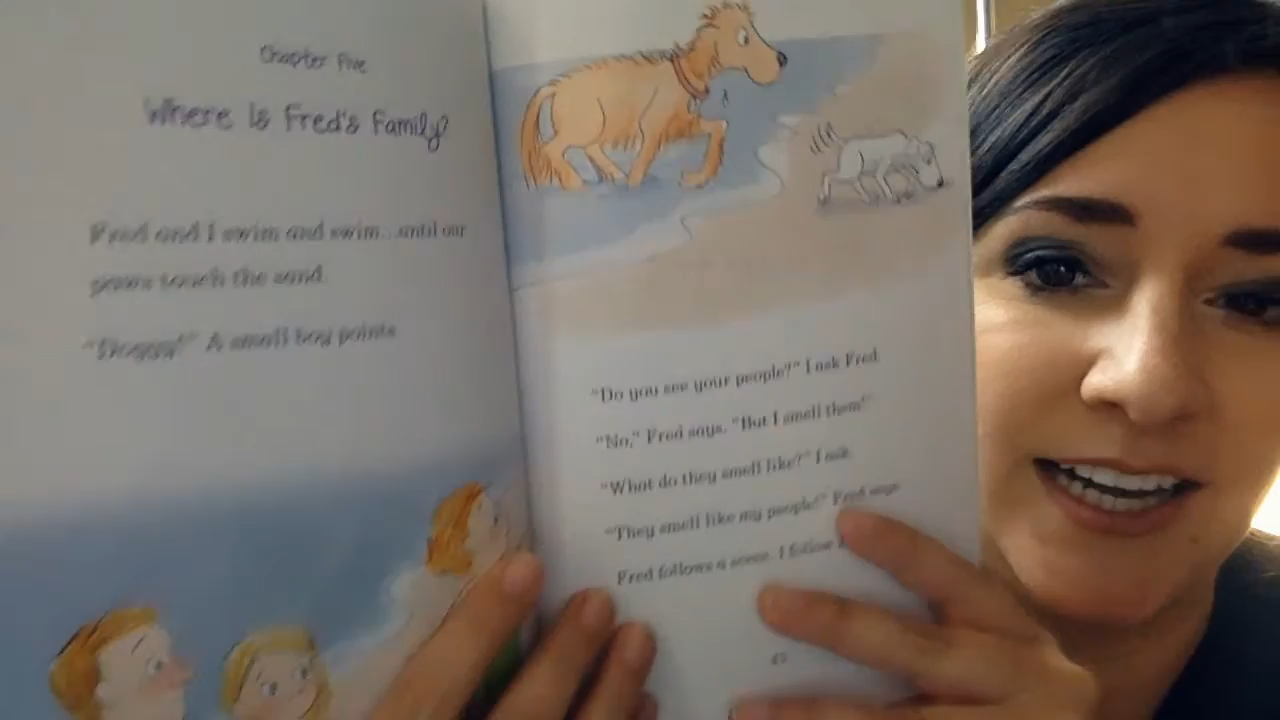 Chapter Five
Where Is Fred's Family?
Fred and I swim and swim...until our
paws touch the sand.
"Doggy!" A small boy points.
"Do you see your people?" I ask Fred.
"No," Fred says. "But I smell them!"
"What do they smell like?" I ask.
"They smell like my people!" Fred says.
Fred follows a scent. I follow